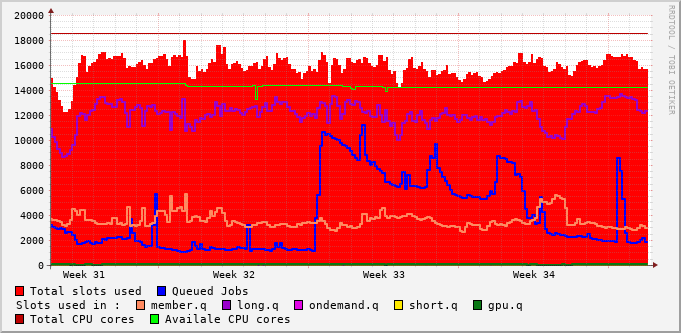 20000
18000
16000
14000
12000
10000
8000
6000
4000
2000
0
Week 31 Week 32 Week 33 Week 34
Total slots used Queued Jobs
Slots used in : member.q long.q ondemand.q short.q gpu.q
Total CPU cores Availale CPU cores
RRDTOOL / TOBI OETIKER